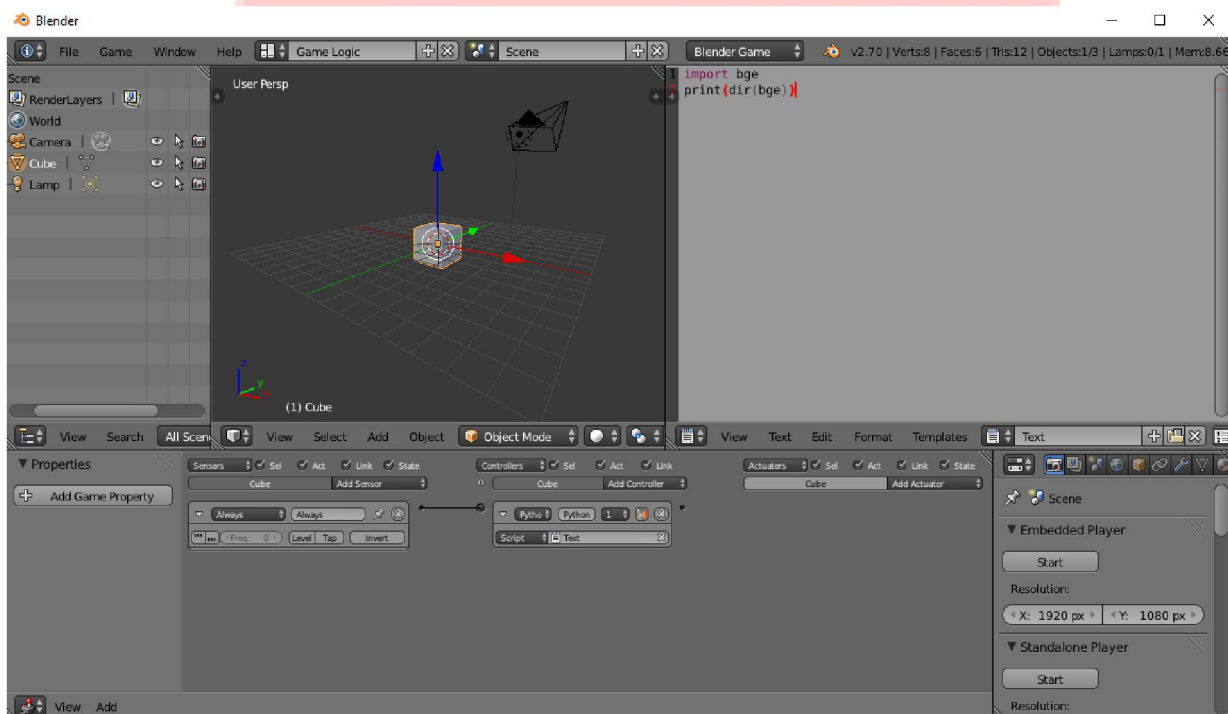 Blender
File Game Window Help Game Logic Scene Blender Game v2.70 | Verts:8 | Faces:6 | Tris:12 | Objects:1/3 | Lamps:0/1 | Mem:8.66
Scene
RenderLayers |
World
Camera |
Cube |
Lamp |
View Search All Scen
User Persp
(1) Cube
View Select Add Object Object Mode
1 import bge
print(dir(bge))
View Text Edit Format Templates Text
Properties
Add Game Property
Sensors Sel Act Link State
Cube Add Sensor
Always Always
Freq: 0 Level Tap Invert
Controllers Sel Act Link
Cube Add Controller
Pytho Python 1
Script Text
Actuators Sel Act Link State
Cube Add Actuator
Scene
Embedded Player
Start
Resolution:
X: 1920 px Y: 1080 px
Standalone Player
Start
Resolution:
View Add
z
y